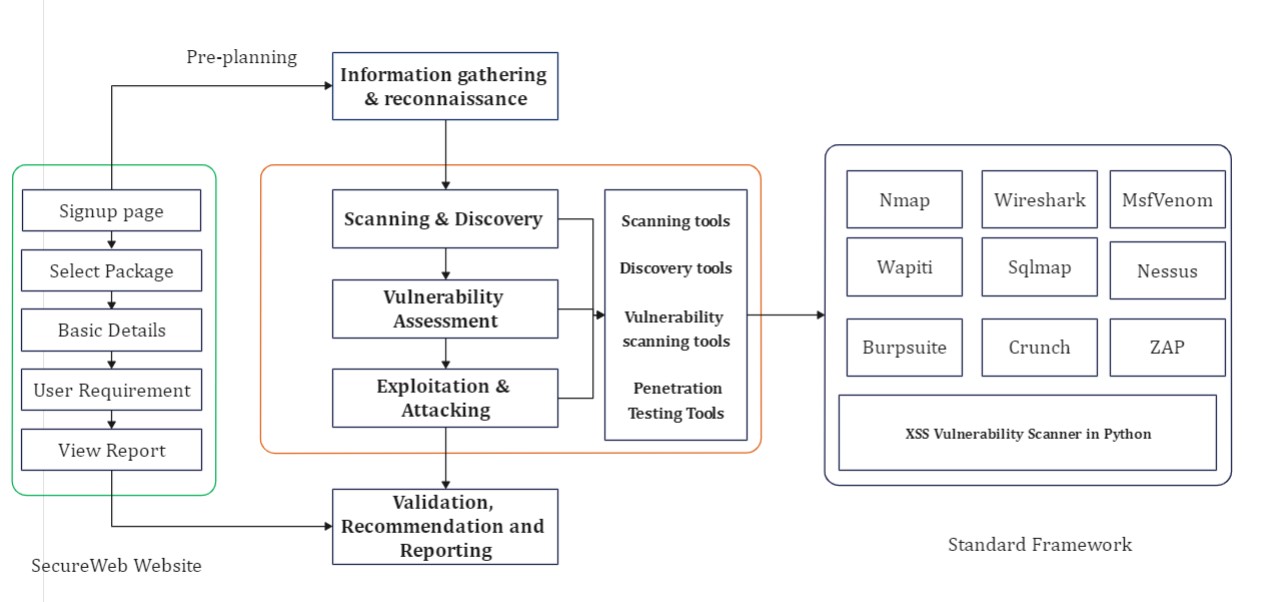 Pre-planning
Information gathering
& reconnaissance
Signup page
Select Package
Basic Details
User Requirement
View Report
SecureWeb Website
Scanning & Discovery
Vulnerability
Assessment
Exploitation &
Attacking
Validation,
Recommendation and
Reporting
Scanning tools
Discovery tools
Vulnerability
scanning tools
Penetration
Testing Tools
Nmap
Wireshark
MsfVenom
Wapiti
Sqlmap
Nessus
Burpsuite
Crunch
ZAP
XSS Vulnerability Scanner in Python
Standard Framework